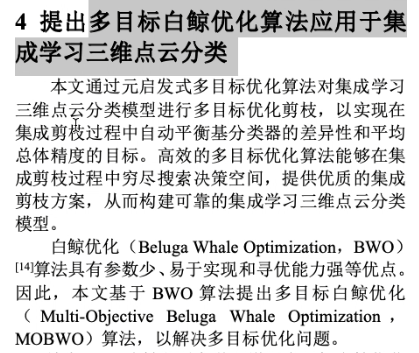 4 提出多目标白鲸优化算法应用于集
成学习三维点云分类
本文通过元启发式多目标优化算法对集成学习
三维点云分类模型进行多目标优化剪枝，以实现在
集成剪枝过程中自动平衡基分类器的差异性和平均
总体精度的目标。高效的多目标优化算法能够在集
成剪枝过程中穷尽搜索决策空间，提供优质的集成
剪枝方案，从而构建可靠的集成学习三维点云分类
模型。
白鲸优化（Beluga Whale Optimization，BWO）
[14]算法具有参数少、易于实现和寻优能力强等优点。
因此，本文基于 BWO 算法提出多目标白鲸优化
（ Multi-Objective Beluga Whale Optimization ，
MOBWO）算法，以解决多目标优化问题。